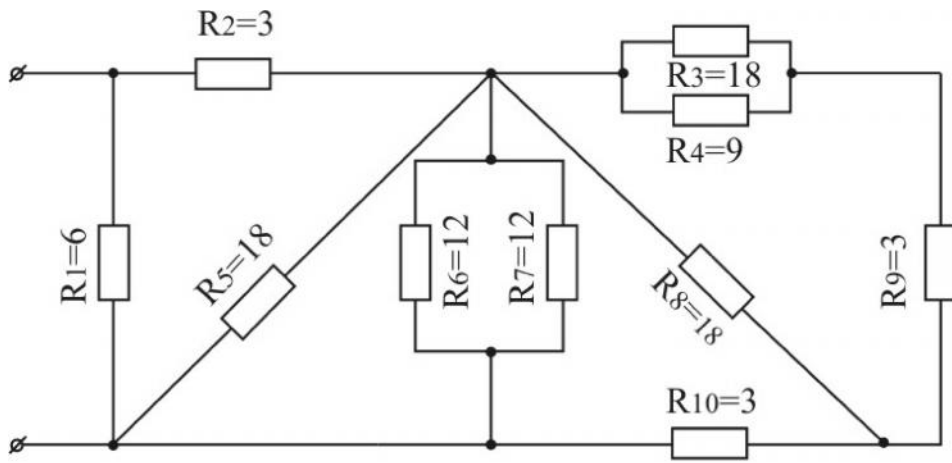 R2=3
R3=18
R4=9
R1=6
R5=18
R6=12
R7=12
R8=18
R9=3
R10=3